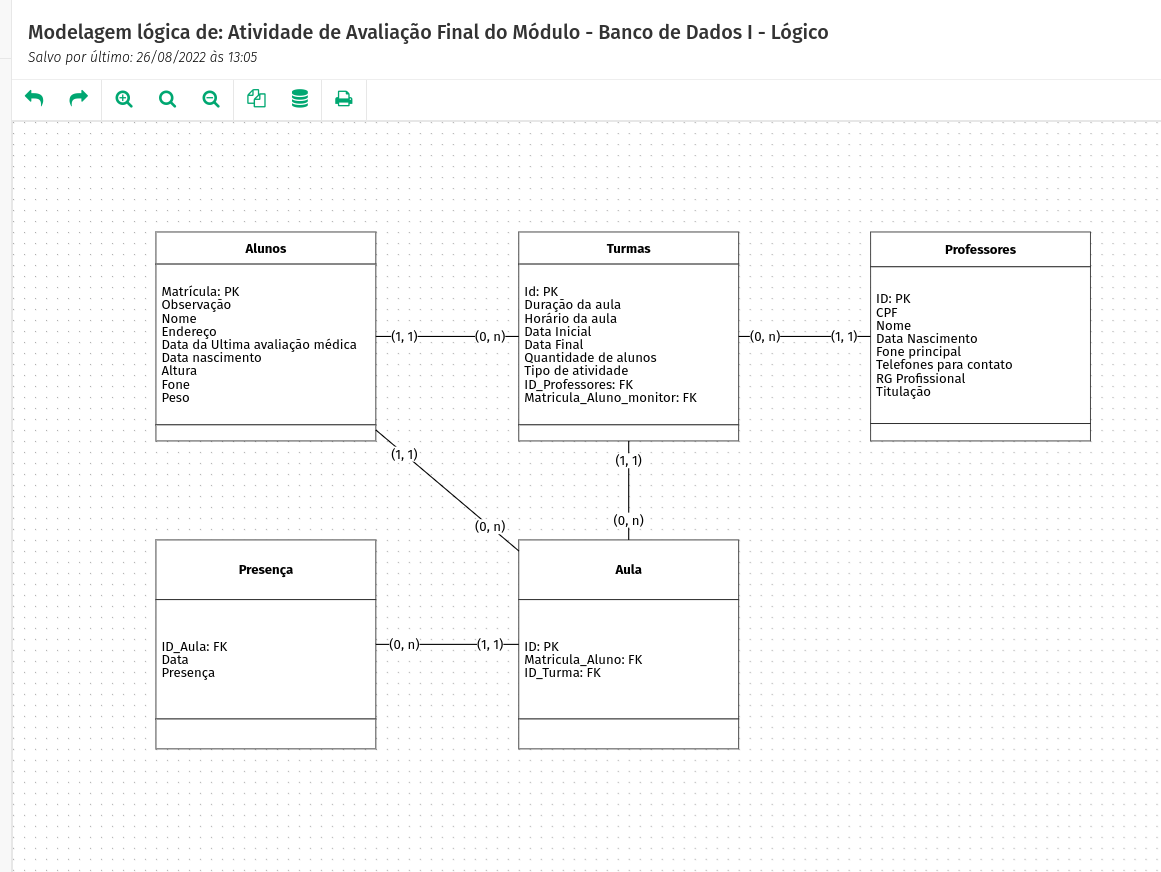 Modelagem lógica de: Atividade de Avaliação Final do Módulo - Banco de Dados I - Lógico
Salvo por último: 26/08/2022 às 13:05
Alunos
Matrícula: PK
Observação
Nome
Endereço
Data da Ultima avaliação médica
Data nascimento
Altura
Fone
Peso
(1, 1)
(0, n)
Turmas
Id: PK
Duração da aula
Horário da aula
Data Inicial
Data Final
Quantidade de alunos
Tipo de atividade
ID_Professores: FK
Matricula_Aluno_monitor: FK
(0, n)
(1, 1)
Professores
ID: PK
CPF
Nome
Data Nascimento
Fone principal
Telefones para contato
RG Profissional
Titulação
(1, 1)
(0, n)
(1, 1)
(0, n)
Presença
ID_Aula: FK
Data
Presença
(0, n)
(1, 1)
Aula
ID: PK
Matricula_Aluno: FK
ID_Turma: FK